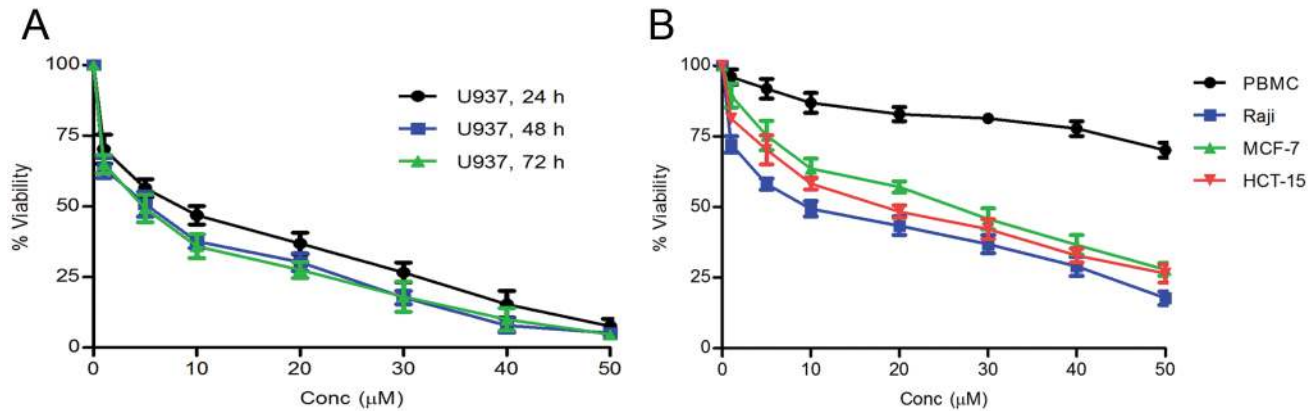 A
100
75
50
25
0
% Viability
U937, 24 h
U937, 48 h
U937, 72 h
0 10 20 30 40 50
Conc (µM)
B
100
75
50
25
0
% Viability
PBMC
Raji
MCF-7
HCT-15
0 10 20 30 40 50
Conc (µM)